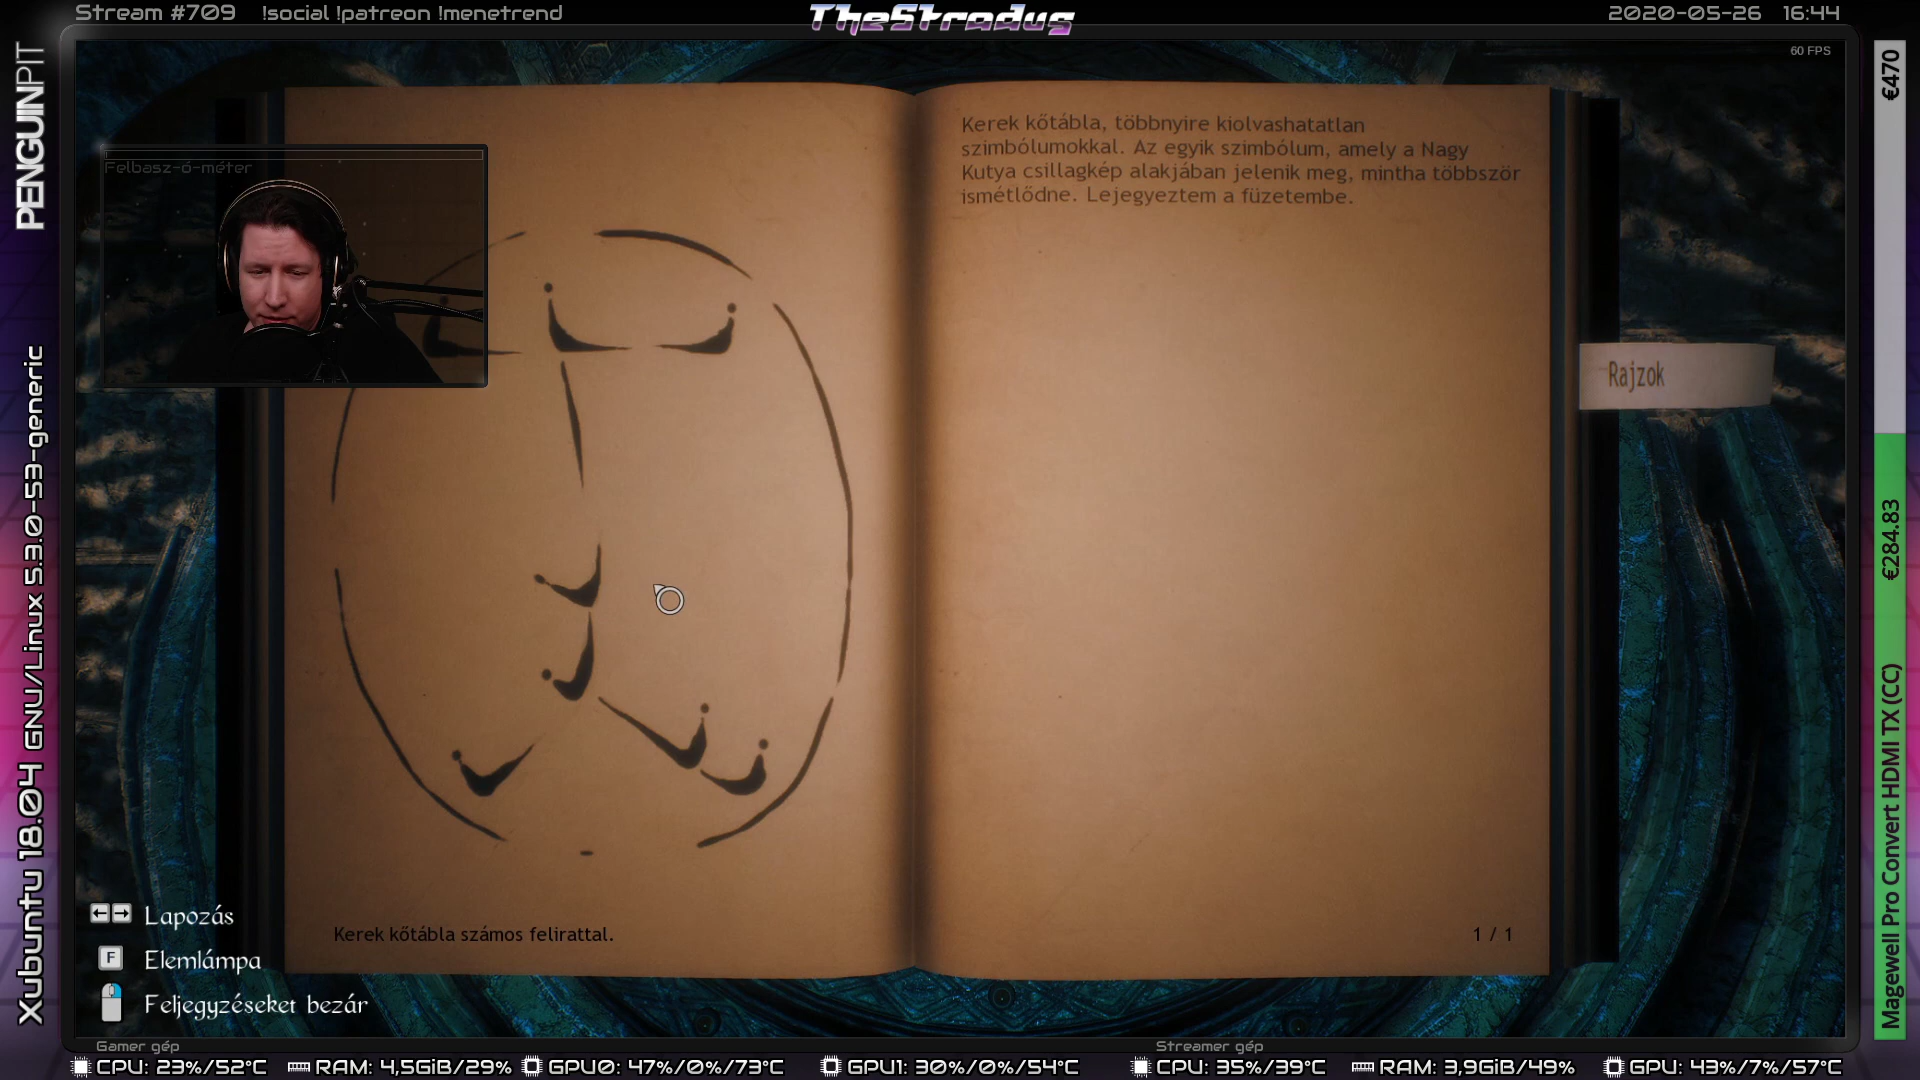 Stream #709 !social !patreon !menetrend
TheStradus
2020-05-26 16:44
60 FPS
PENGUINPIT
Xubuntu 18.04 GNU/Linux 5.3.0-53-generic
Felbasz-ó-méter
Kerek kőtábla, többnyire kiolvashatatlan
szimbólumokkal. Az egyik szimbólum, amely a Nagy
Kutya csillagkép alakjában jelenik meg, mintha többször
ismétlődne. Lejegyeztem a füzetembe.
Rajzok
Kerek kőtábla számos felirattal.
1 / 1
Lapozás
F Elemlámpa
Feljegyzéseket bezár
€470
€284.83
Magewell Pro Convert HDMI TX (CC)
Gamer gép
CPU: 23%/52°C RAM: 4,5GiB/29% GPU0: 47%/0%/73°C GPU1: 30%/0%/54°C
Streamer gép
CPU: 35%/39°C RAM: 3,9GiB/49% GPU: 43%/7%/57°C